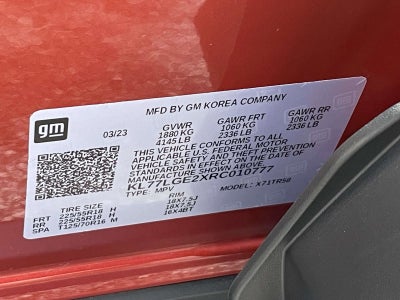 gm
MFD BY GM KOREA COMPANY
03/23 GVWR GAWR FRT GAWR RR
1880 KG 1060 KG 1060 KG
4145 LB 2336 LB 2336 LB
THIS VEHICLE CONFORMS TO ALL
APPLICABLE U.S. FEDERAL MOTOR VEHICLE
SAFETY AND THEFT PREVENTION
STANDARDS IN EFFECT ON THE DATE OF
MANUFACTURE SHOWN ABOVE.
KL77LGE2XRC010777
TYPE: MPV MODEL: X71TR58
TIRE SIZE RIM
FRT 225/55R18 H 18X7.5J
RR 225/55R18 H 18X7.5J
SPA T125/70R16 M 16X4BT